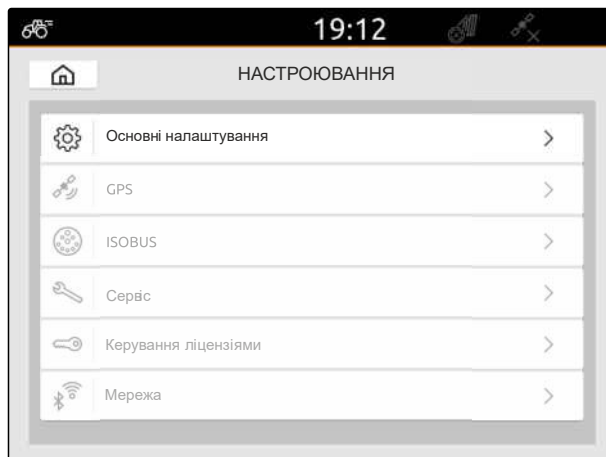 19:12
НАСТРОЮВАННЯ
Основні налаштування
GPS
ISOBUS
Сервіс
Керування ліцензіями
Мережа